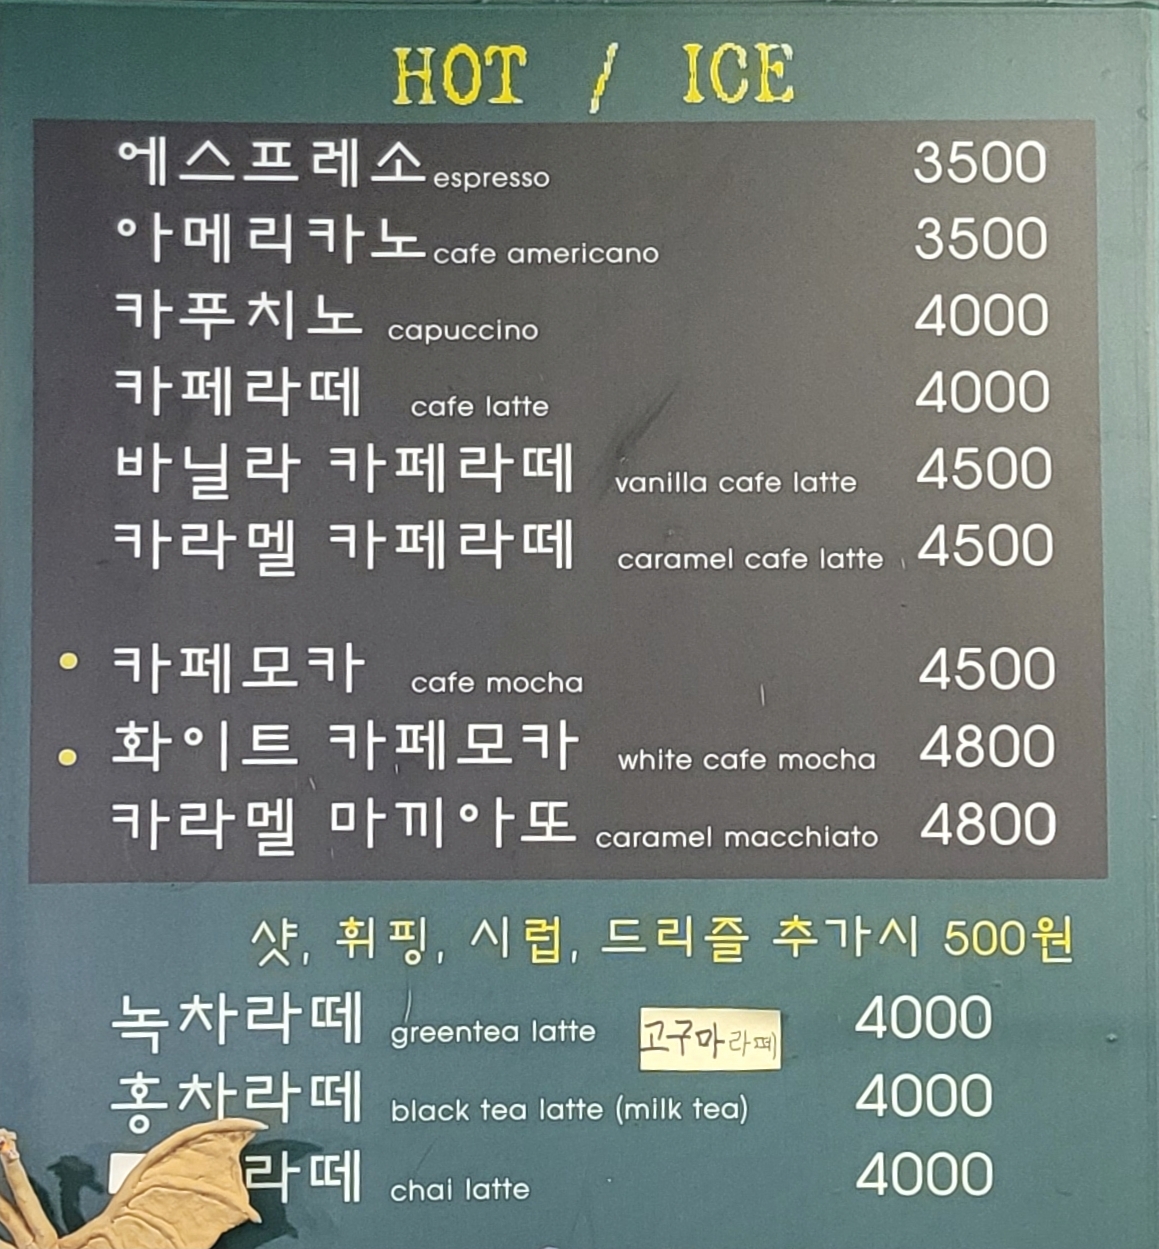 HOT / ICE
에스프레소 espresso 3500
아메리카노 cafe americano 3500
카푸치노 capuccino 4000
카페라떼 cafe latte 4000
바닐라 카페라떼 vanilla cafe latte 4500
카라멜 카페라떼 caramel cafe latte 4500
카페모카 cafe mocha 4500
화이트 카페모카 white cafe mocha 4800
카라멜 마끼아또 caramel macchiato 4800
샷, 휘핑, 시럽, 드리즐 추가시 500원
녹차라떼 greentea latte 고구마라떼 4000
홍차라떼 black tea latte (milk tea) 4000
라떼 chai latte 4000